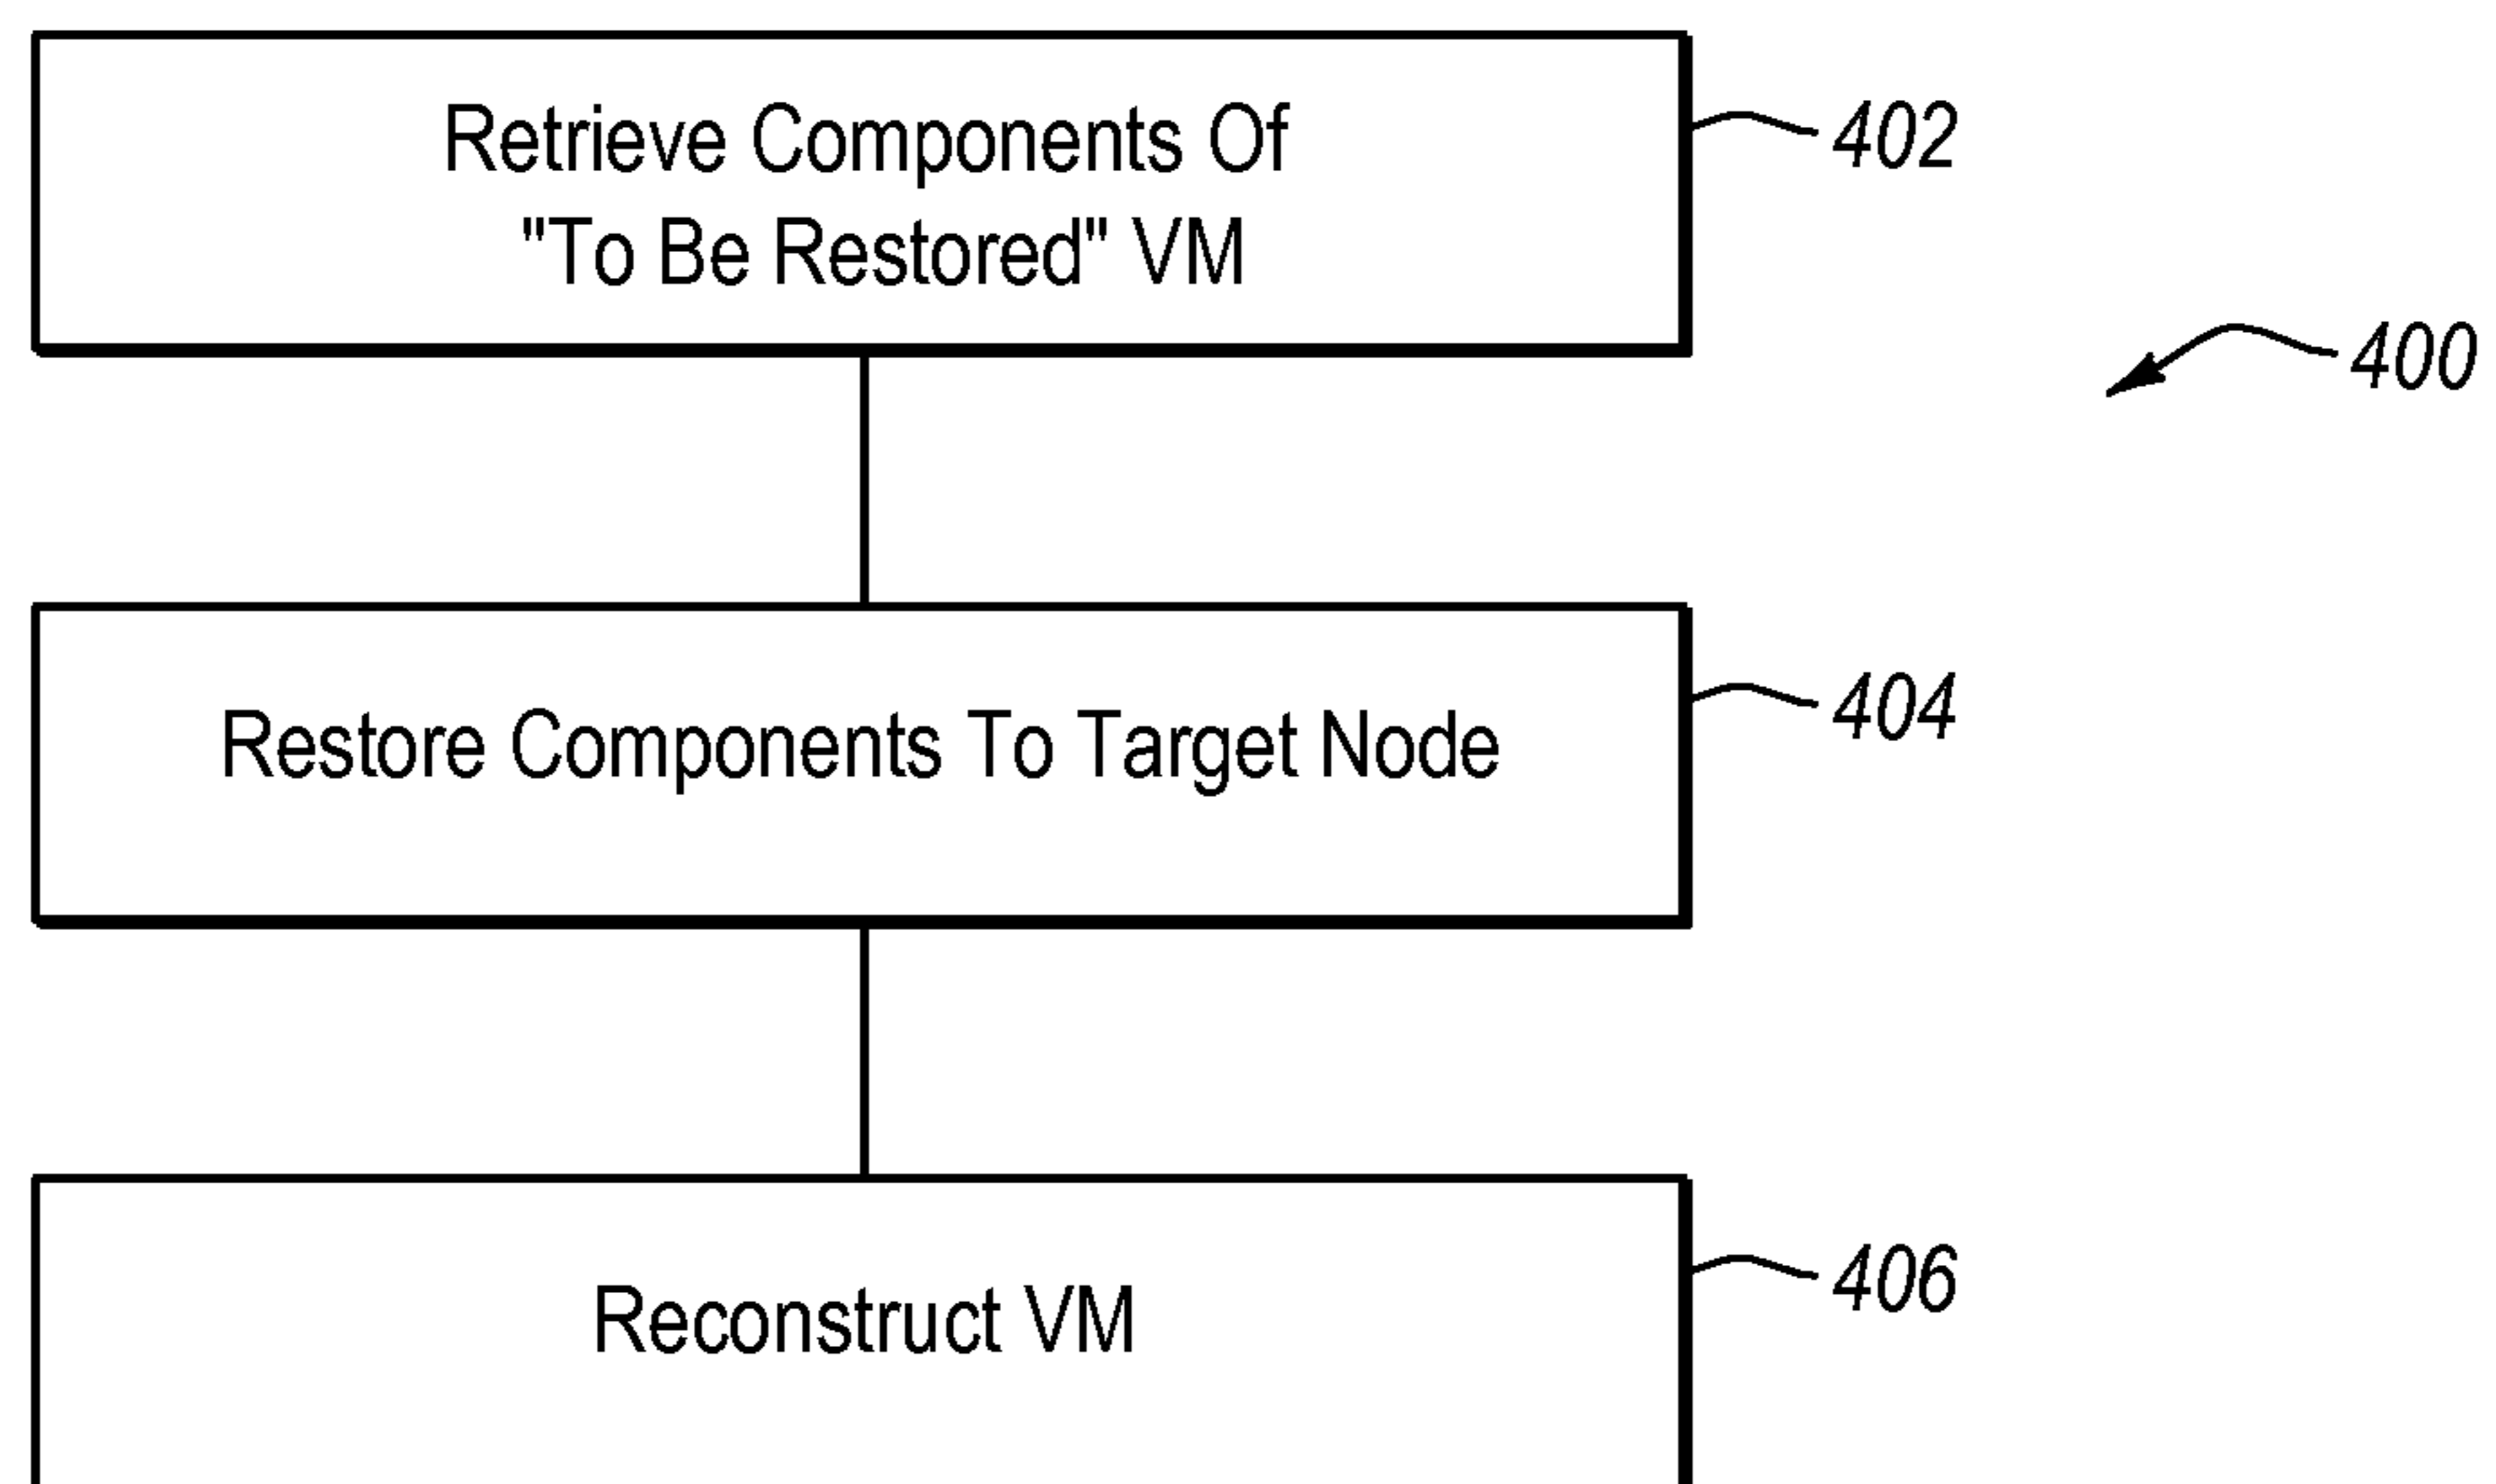 Retrieve Components Of
"To Be Restored" VM
402
400
Restore Components To Target Node
404
Reconstruct VM
406